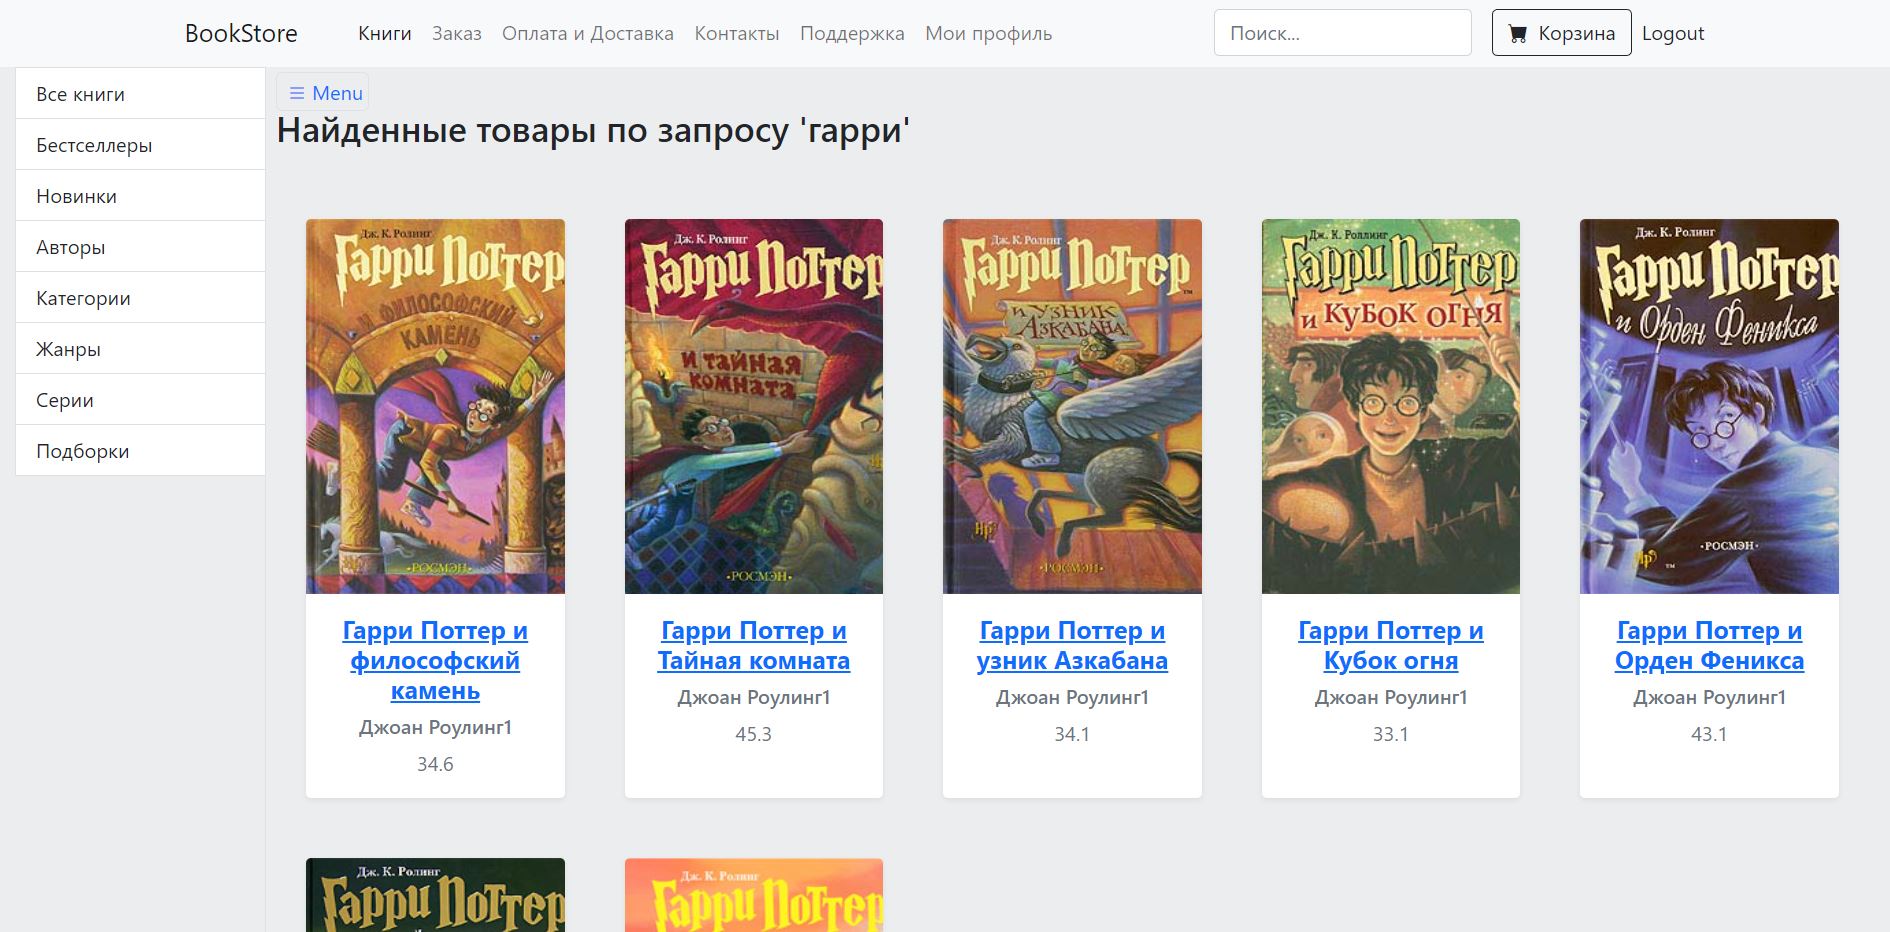 BookStore Книги Заказ Оплата и Доставка Контакты Поддержка Мои профиль Поиск... Корзина Logout
Все книги
Бестселлеры
Новинки
Авторы
Категории
Жанры
Серии
Подборки
Menu
Найденные товары по запросу 'гарри'
Дж. К. Ролинг
Гарри Поттер
и философский
камень
·РОСМЭН·
Гарри Поттер и
философский
камень
Джоан Роулинг1
34.6
Дж. К. Ролинг
Гарри Поттер
и тайная
комната
·РОСМЭН·
Гарри Поттер и
Тайная комната
Джоан Роулинг1
45.3
Дж. К. Ролинг
Гарри Поттер
и узник
Азкабана
HP
·РОСМЭН·
Гарри Поттер и
узник Азкабана
Джоан Роулинг1
34.1
Дж. К. Роллинг
Гарри Поттер
и кубок огня
Гарри Поттер и
Кубок огня
Джоан Роулинг1
33.1
Дж. К. Ролинг
Гарри Поттер
и Орден Феникса
·РОСМЭН·
HP ™
Гарри Поттер и
Орден Феникса
Джоан Роулинг1
43.1
Дж. К. Ролинг
Гарри Поттер
Дж. К. Ролинг
Гарри Поттер